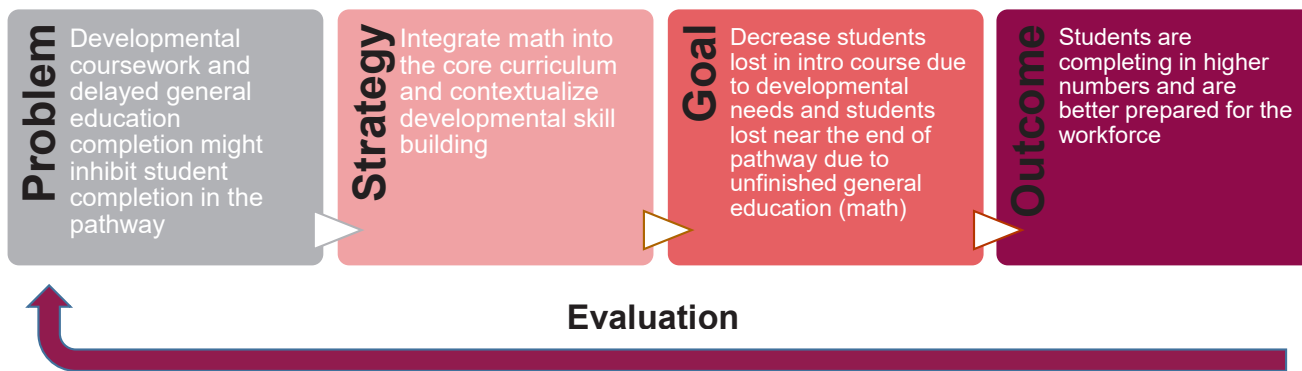 Problem
Developmental
coursework and
delayed general
education
completion might
inhibit student
completion in the
pathway
Strategy
Integrate math into
the core curriculum
and contextualize
developmental skill
building
Goal
Decrease students
lost in intro course due
to developmental
needs and students
lost near the end of
pathway due to
unfinished general
education (math)
Outcome
Students are
completing in higher
numbers and are
better prepared for the
workforce
Evaluation